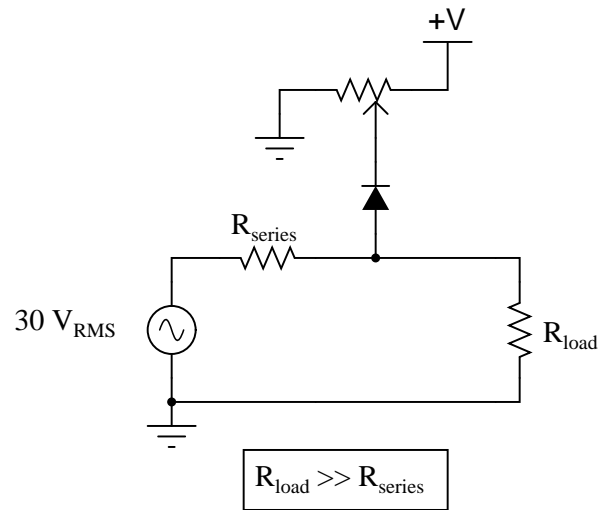 +V
R_series
30 V_RMS
R_load
R_load >> R_series